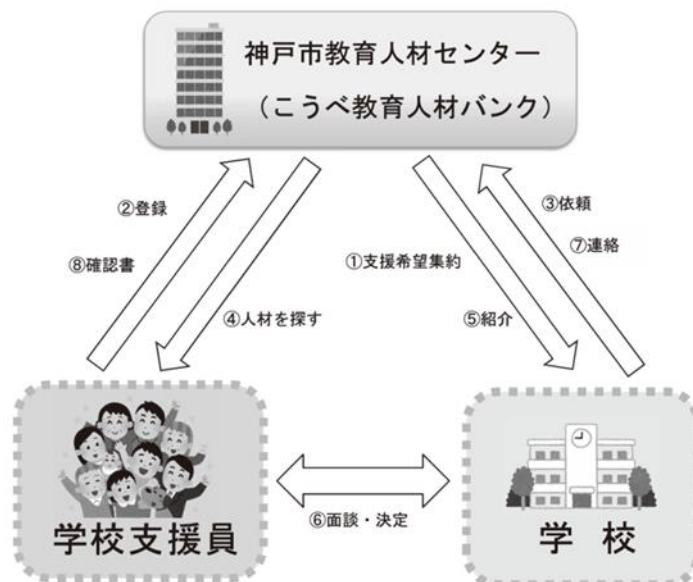 神戸市教育人材センター
（こうべ教育人材バンク）
②登録
⑧確認書
④人材を探す
①支援希望集約
⑤紹介
③依頼
⑦連絡
学校支援員
⑥面談・決定
学 校